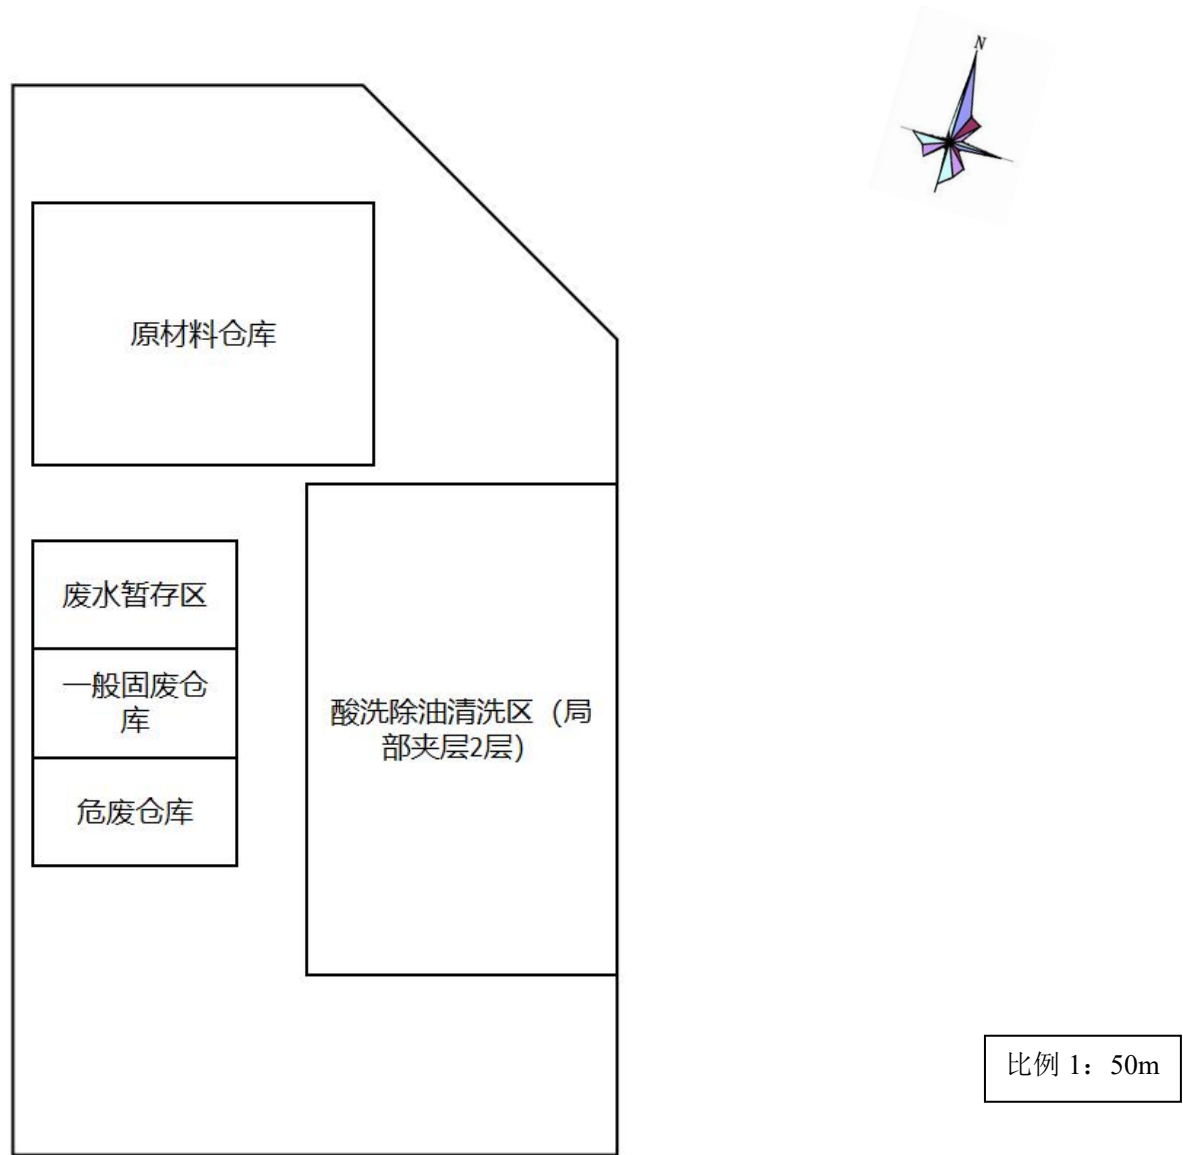 N
原材料仓库
废水暂存区
一般固废仓
库
酸洗除油清洗区（局
部夹层2层）
危废仓库
比例 1：50m